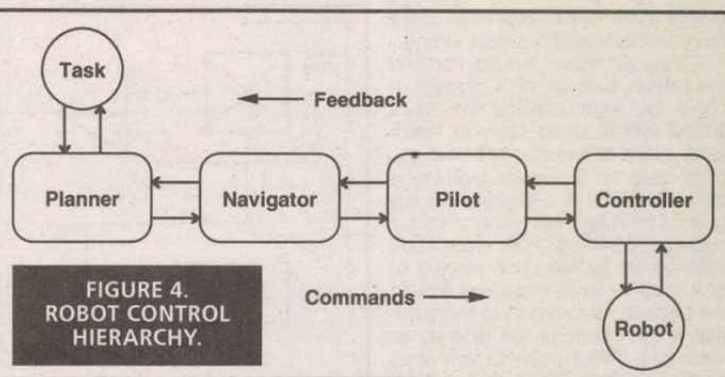 Task
Feedback
Planner
Navigator
Pilot
Controller
FIGURE 4.
ROBOT CONTROL
HIERARCHY.
Commands
Robot